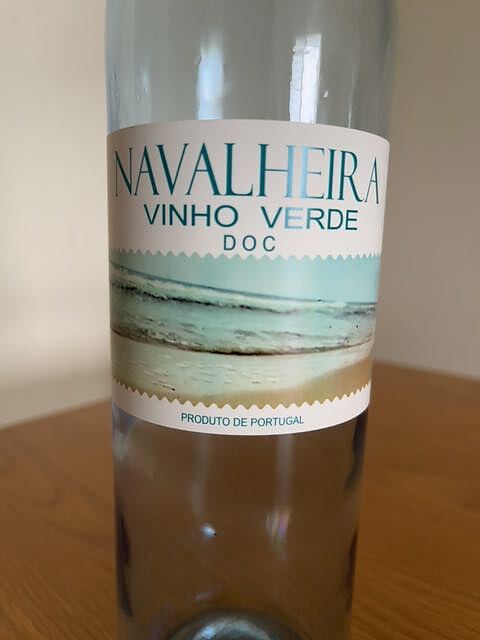 NAVALHEIRA
VINHO VERDE
DOC
PRODUTO DE PORTUGAL